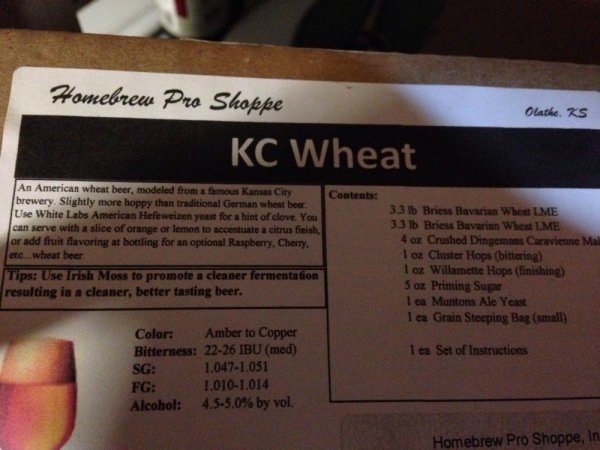 Homebrew Pro Shoppe
Olathe, KS
KC Wheat
An American wheat beer, modeled from a famous Kansas City
brewery. Slightly more hoppy than traditional German wheat beer.
Use White Labs American Hefeweizen yeast for a hint of clove. You
can serve with a slice of orange or lemon to accentuate a citrus finish,
or add fruit flavoring at bottling for an optional Raspberry, Cherry,
etc...wheat beer.
Tips: Use Irish Moss to promote a cleaner fermentation
resulting in a cleaner, better tasting beer.
Color: Amber to Copper
Bitterness: 22-26 IBU (med)
SG: 1.047-1.051
FG: 1.010-1.014
Alcohol: 4.5-5.0% by vol.
Contents:
3.3 lb Briess Bavarian Wheat LME
3.3 lb Briess Bavarian Wheat LME
4 oz Crushed Dingemans Caravienne Mal
1 oz Cluster Hops (bittering)
1 oz Willamette Hops (finishing)
5 oz Priming Sugar
1 ea Muntons Ale Yeast
1 ea Grain Steeping Bag (small)
1 ea Set of Instructions
Homebrew Pro Shoppe, In